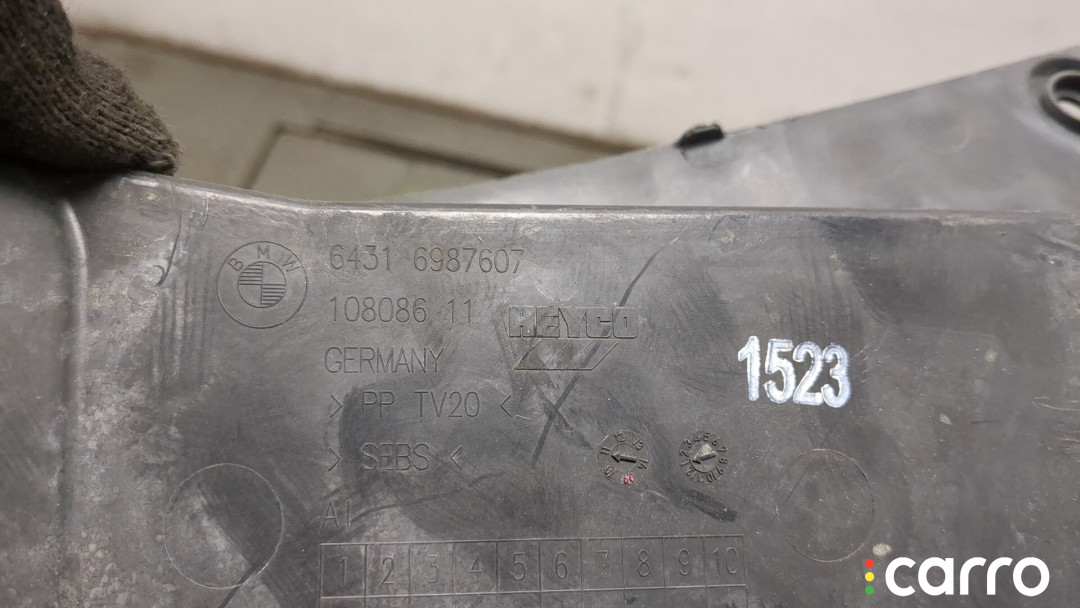 BMW
6431 6987607
108086 11
HEYCO
GERMANY
1523
> PP TV20 <
> SEBS <
A1
1 2 3 4 5 6 7 8 9 10
carro